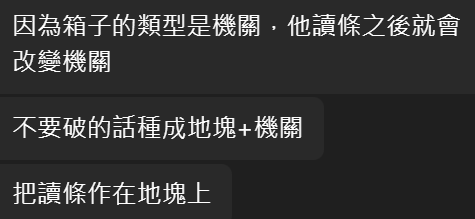 因為箱子的類型是機關，他讀條之後就會
改變機關
不要破的話種成地塊+機關
把讀條作在地塊上